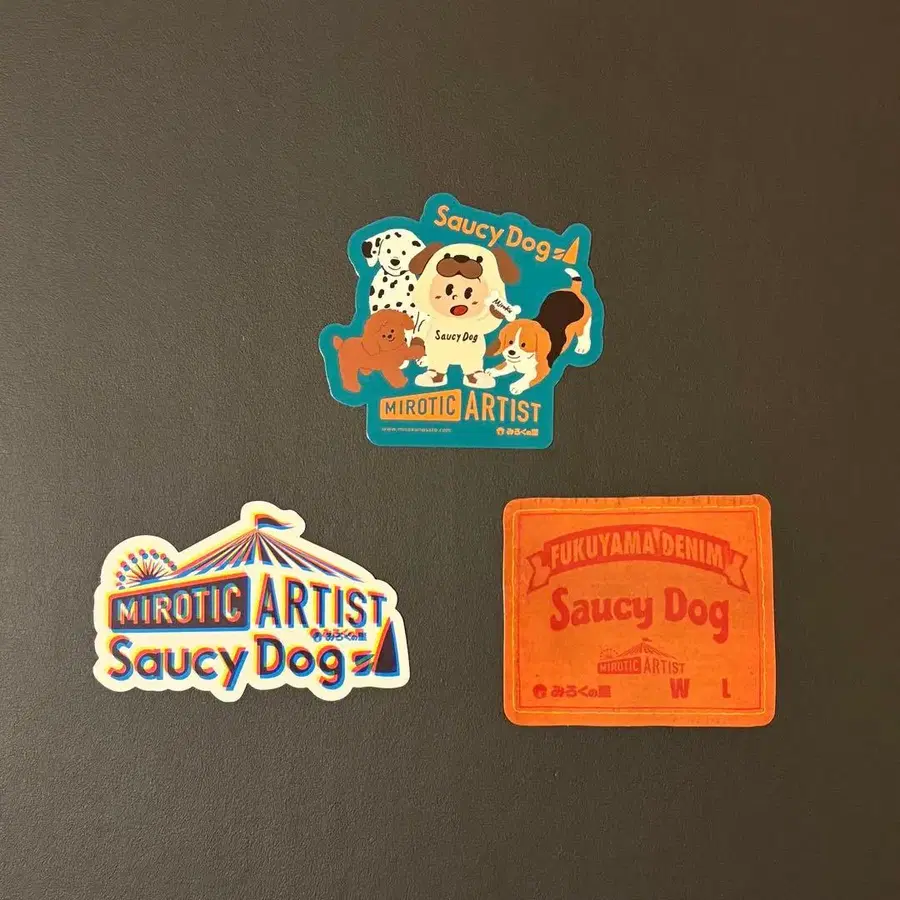 Saucy Dog
Mirotic
Saucy Dog
MIROTIC ARTIST
みろくの里
MIROTIC ARTIST
みろくの里
Saucy Dog
FUKUYAMA DENIM
Saucy Dog
MIROTIC ARTIST
みろくの里 W L